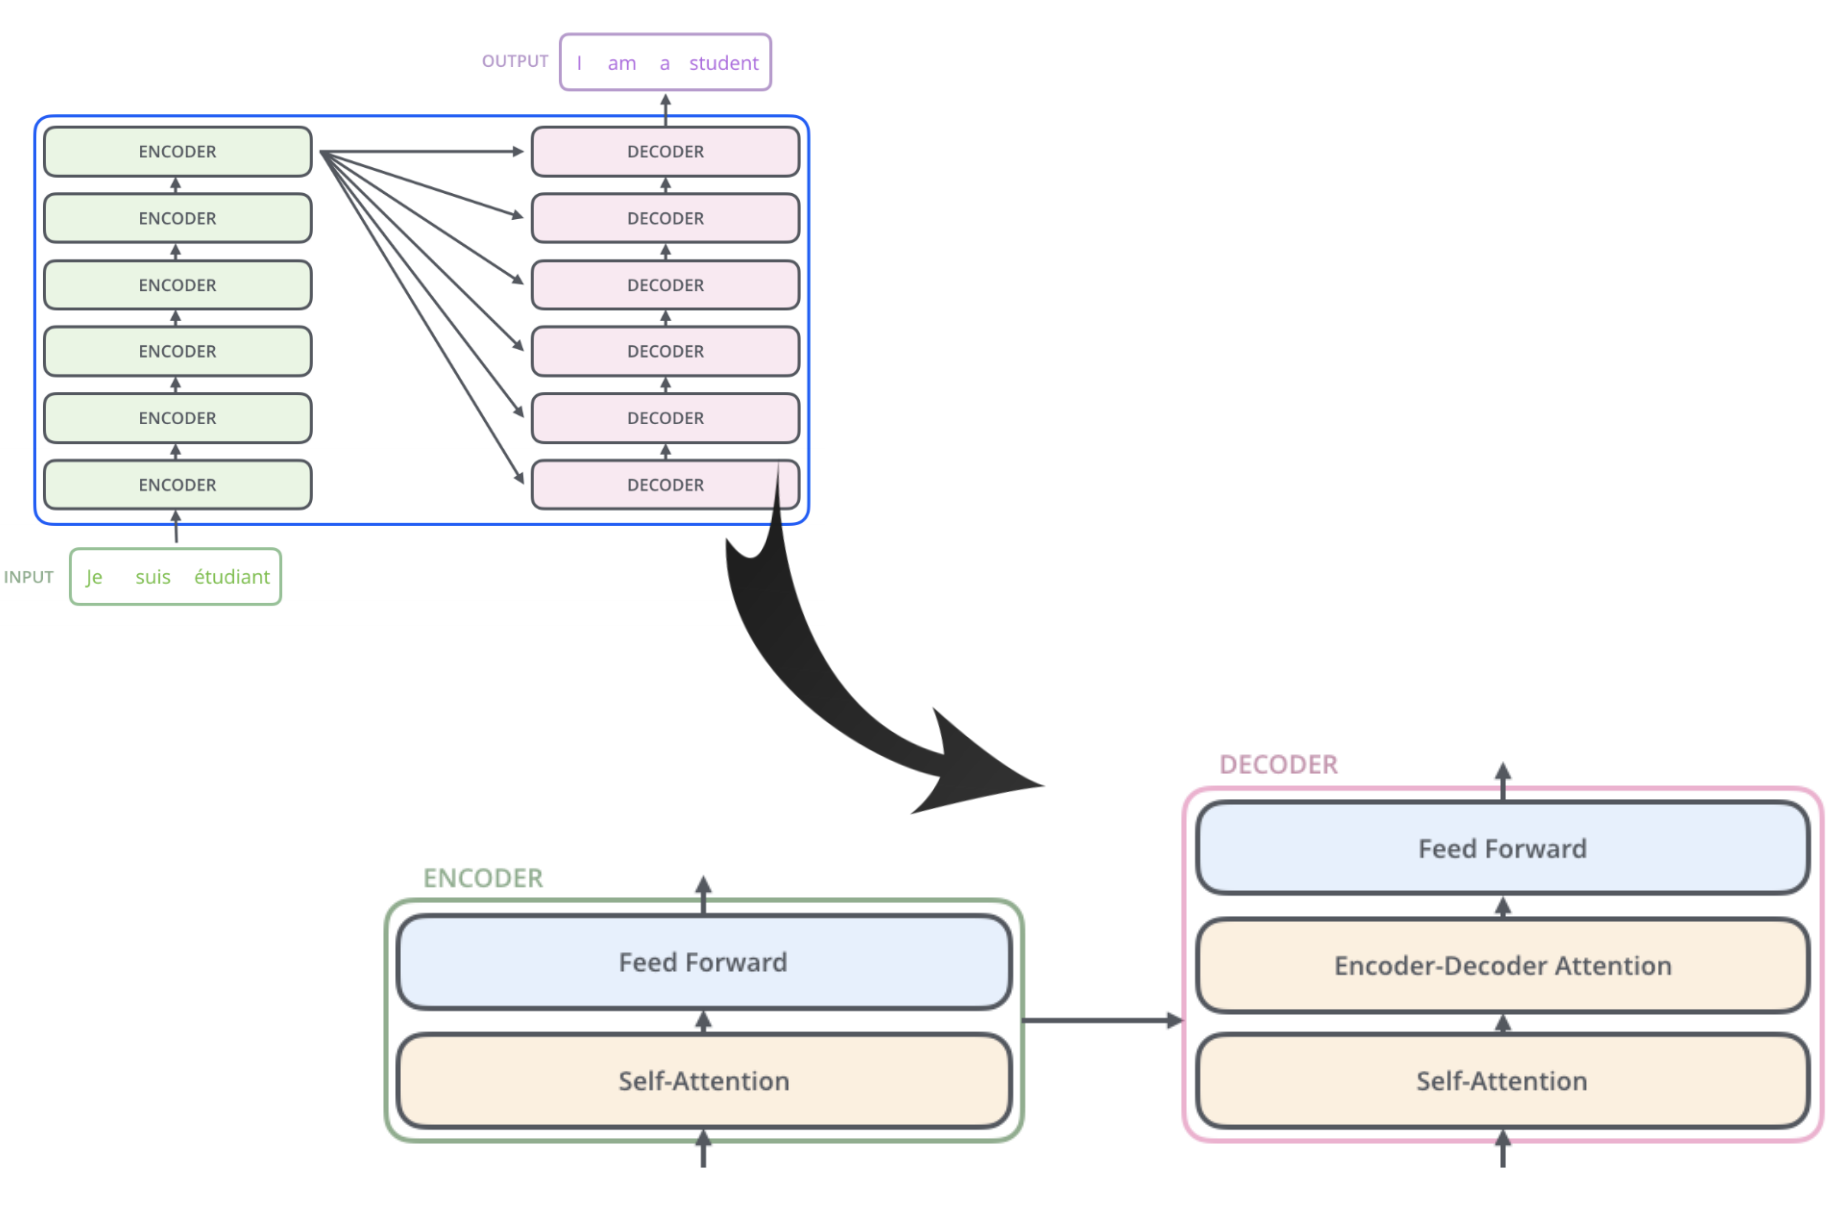 OUTPUT I am a student
ENCODER DECODER
ENCODER DECODER
ENCODER DECODER
ENCODER DECODER
ENCODER DECODER
ENCODER DECODER
INPUT Je suis étudiant
DECODER
Feed Forward
Encoder-Decoder Attention
Self-Attention
ENCODER
Feed Forward
Self-Attention